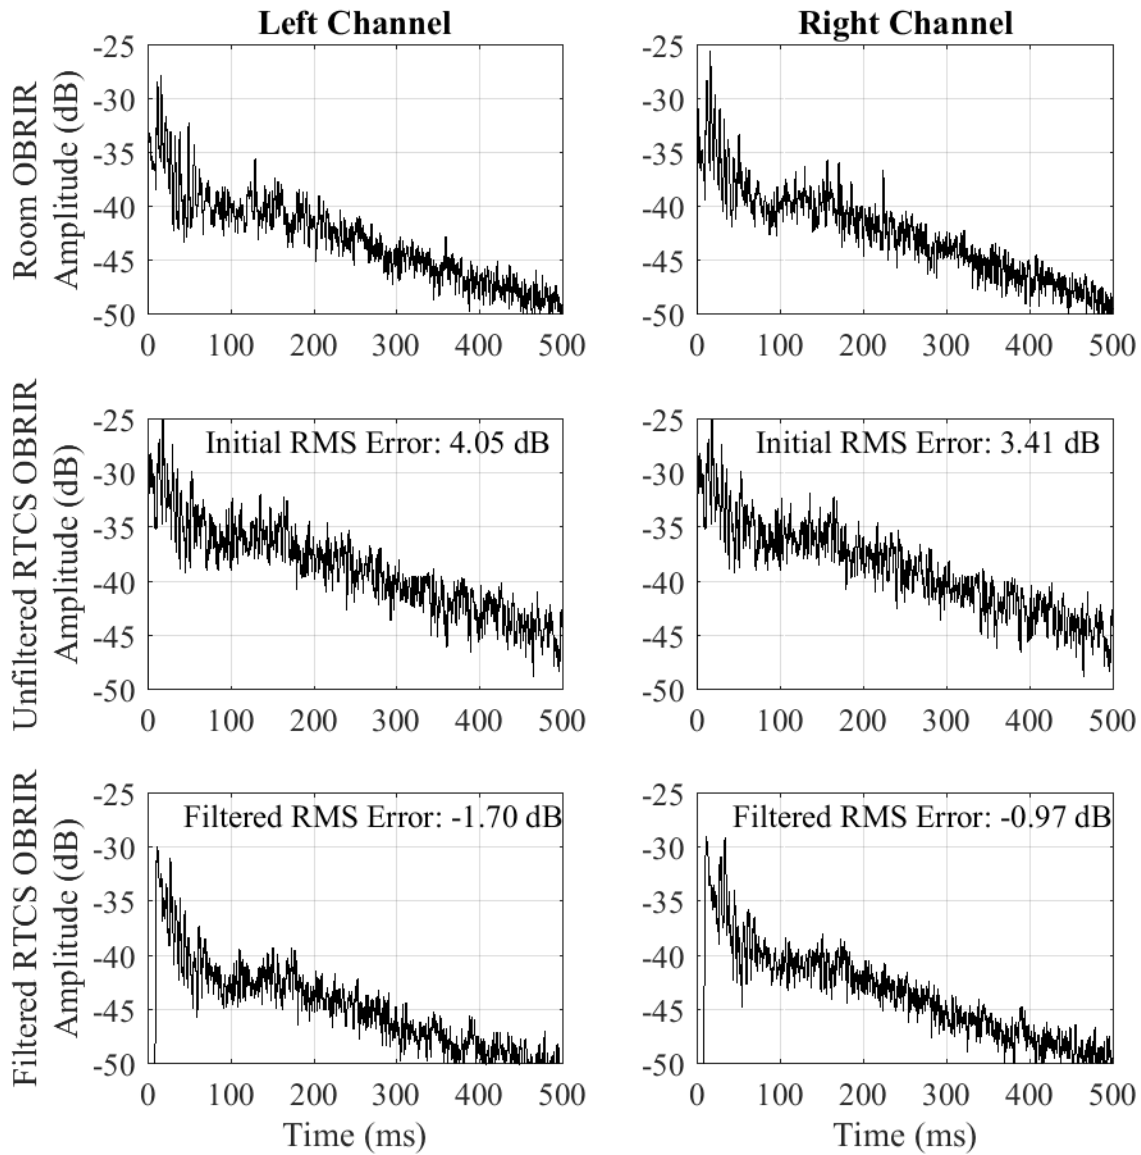 Left Channel
Right Channel
Room OBRIR
Amplitude (dB)
-25
-30
-35
-40
-45
-50
0 100 200 300 400 500
-25
-30
-35
-40
-45
-50
0 100 200 300 400 500
Unfiltered RTCS OBRIR
Amplitude (dB)
-25
-30
-35
-40
-45
-50
Initial RMS Error: 4.05 dB
0 100 200 300 400 500
-25
-30
-35
-40
-45
-50
Initial RMS Error: 3.41 dB
0 100 200 300 400 500
Filtered RTCS OBRIR
Amplitude (dB)
-25
-30
-35
-40
-45
-50
Filtered RMS Error: -1.70 dB
0 100 200 300 400 500
Time (ms)
-25
-30
-35
-40
-45
-50
Filtered RMS Error: -0.97 dB
0 100 200 300 400 500
Time (ms)